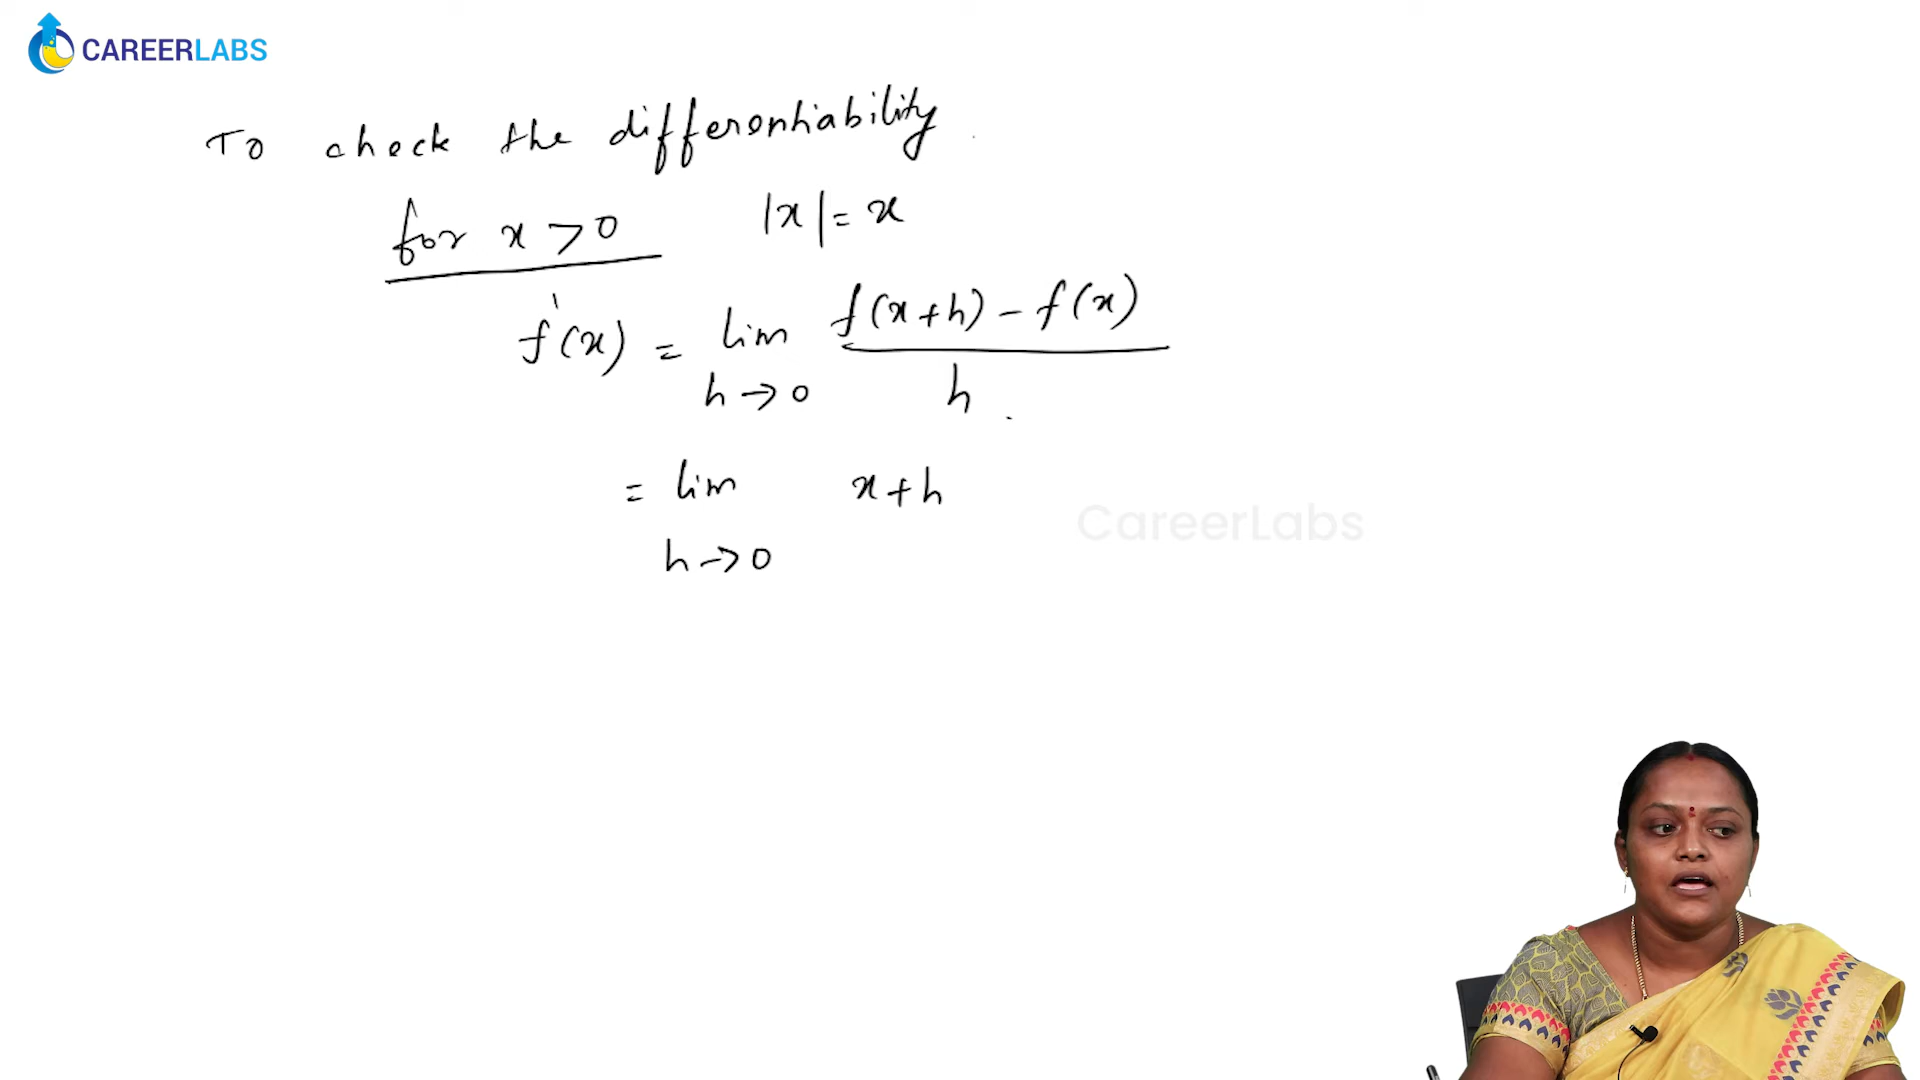 CAREERLABS
To check the differentiability
for x > 0 |x| = x
f'(x) = lim h→0 f(x+h) - f(x) / h
= lim h→0 x+h
CareerLabs